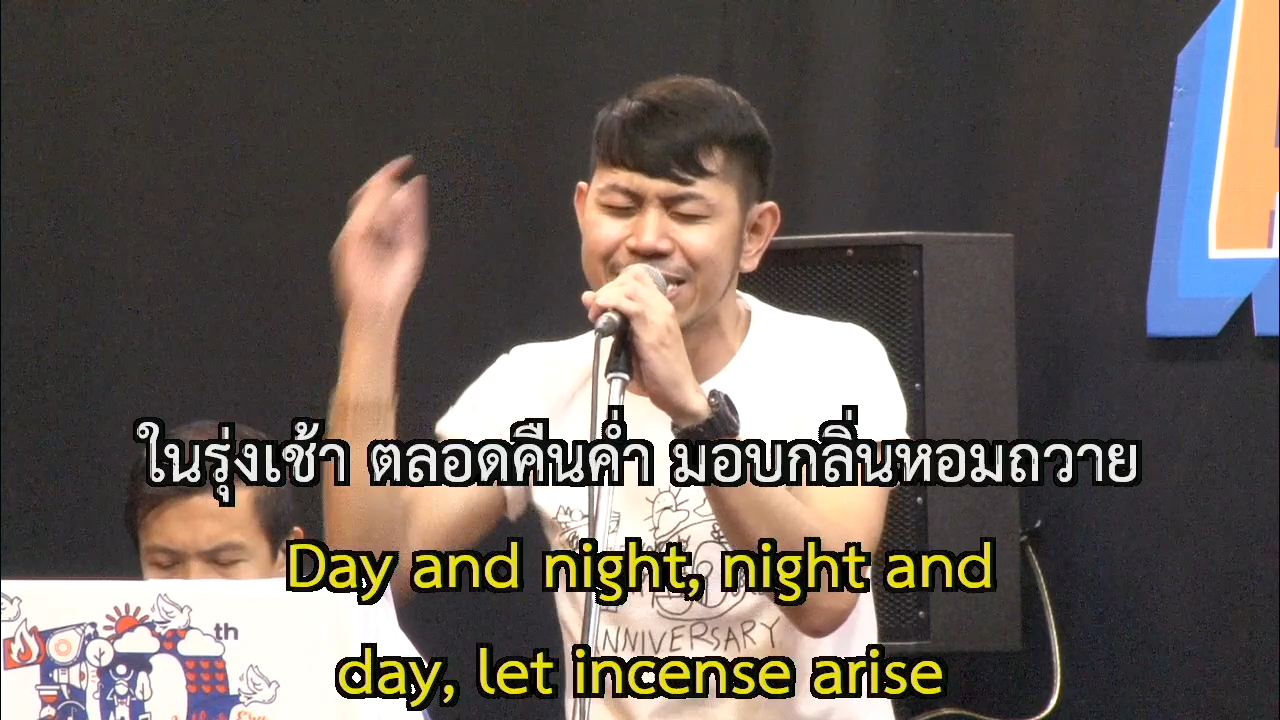 ในรุ่งเช้า ตลอดคืนค่ำ มอบกลิ่นหอมถวาย
Day and night, night and
day, let incense arise
NNIVERSARY
th